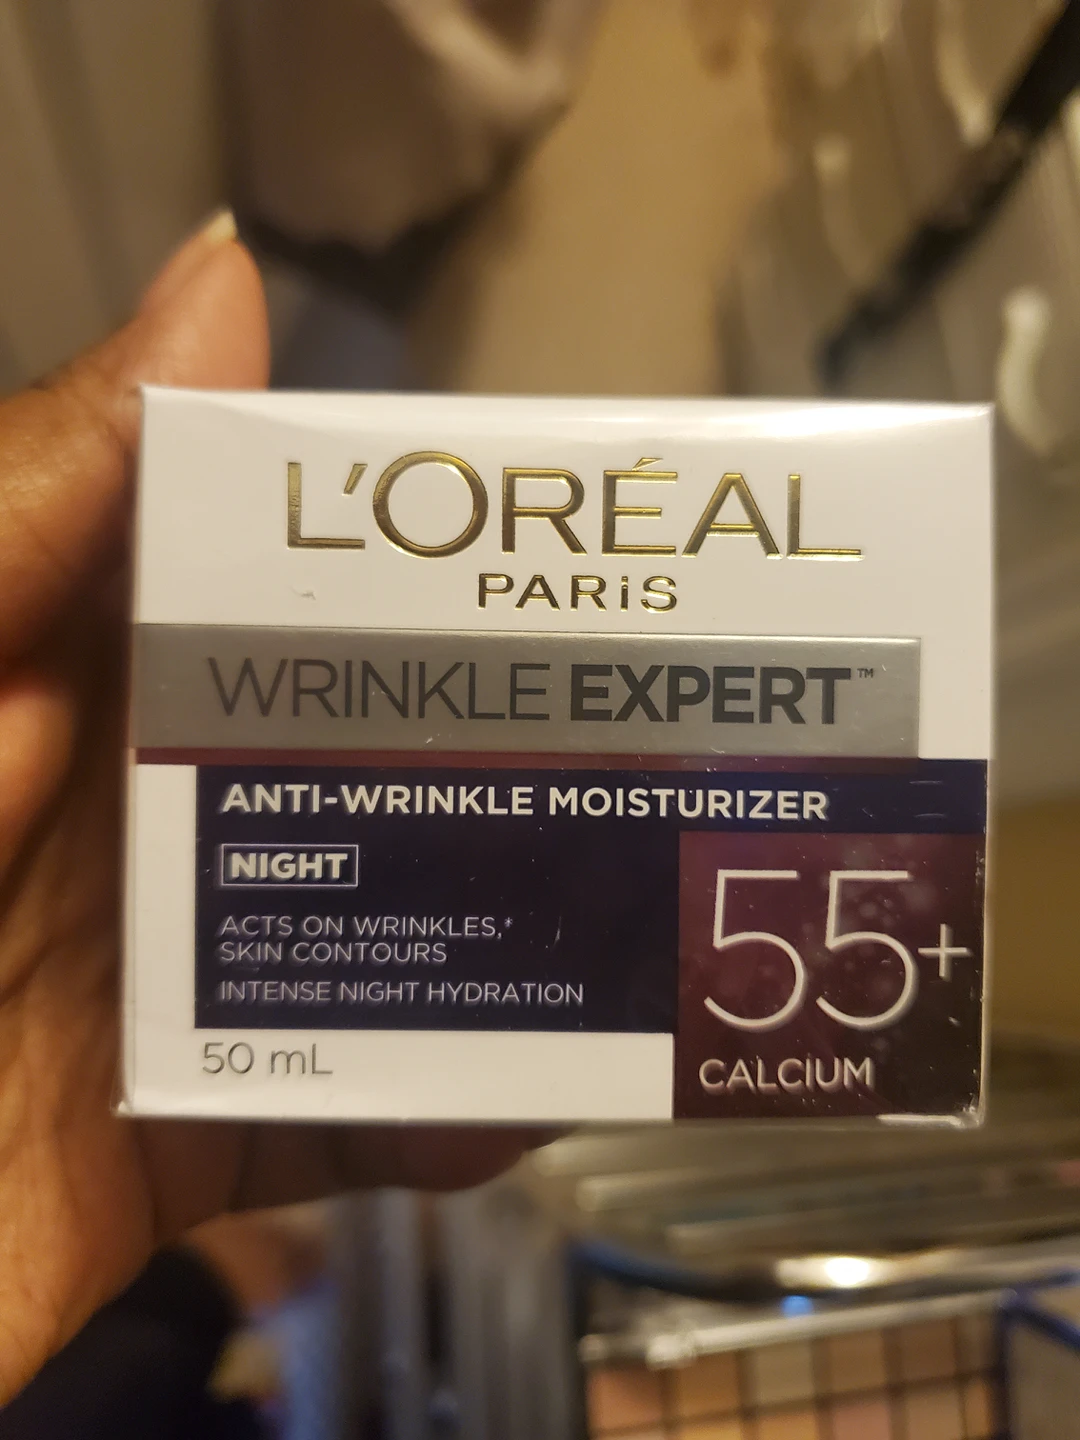 L'ORÉAL
PARiS
WRINKLE EXPERT™
ANTI-WRINKLE MOISTURIZER
NIGHT
ACTS ON WRINKLES,*
SKIN CONTOURS
INTENSE NIGHT HYDRATION
55+
CALCIUM
50 mL